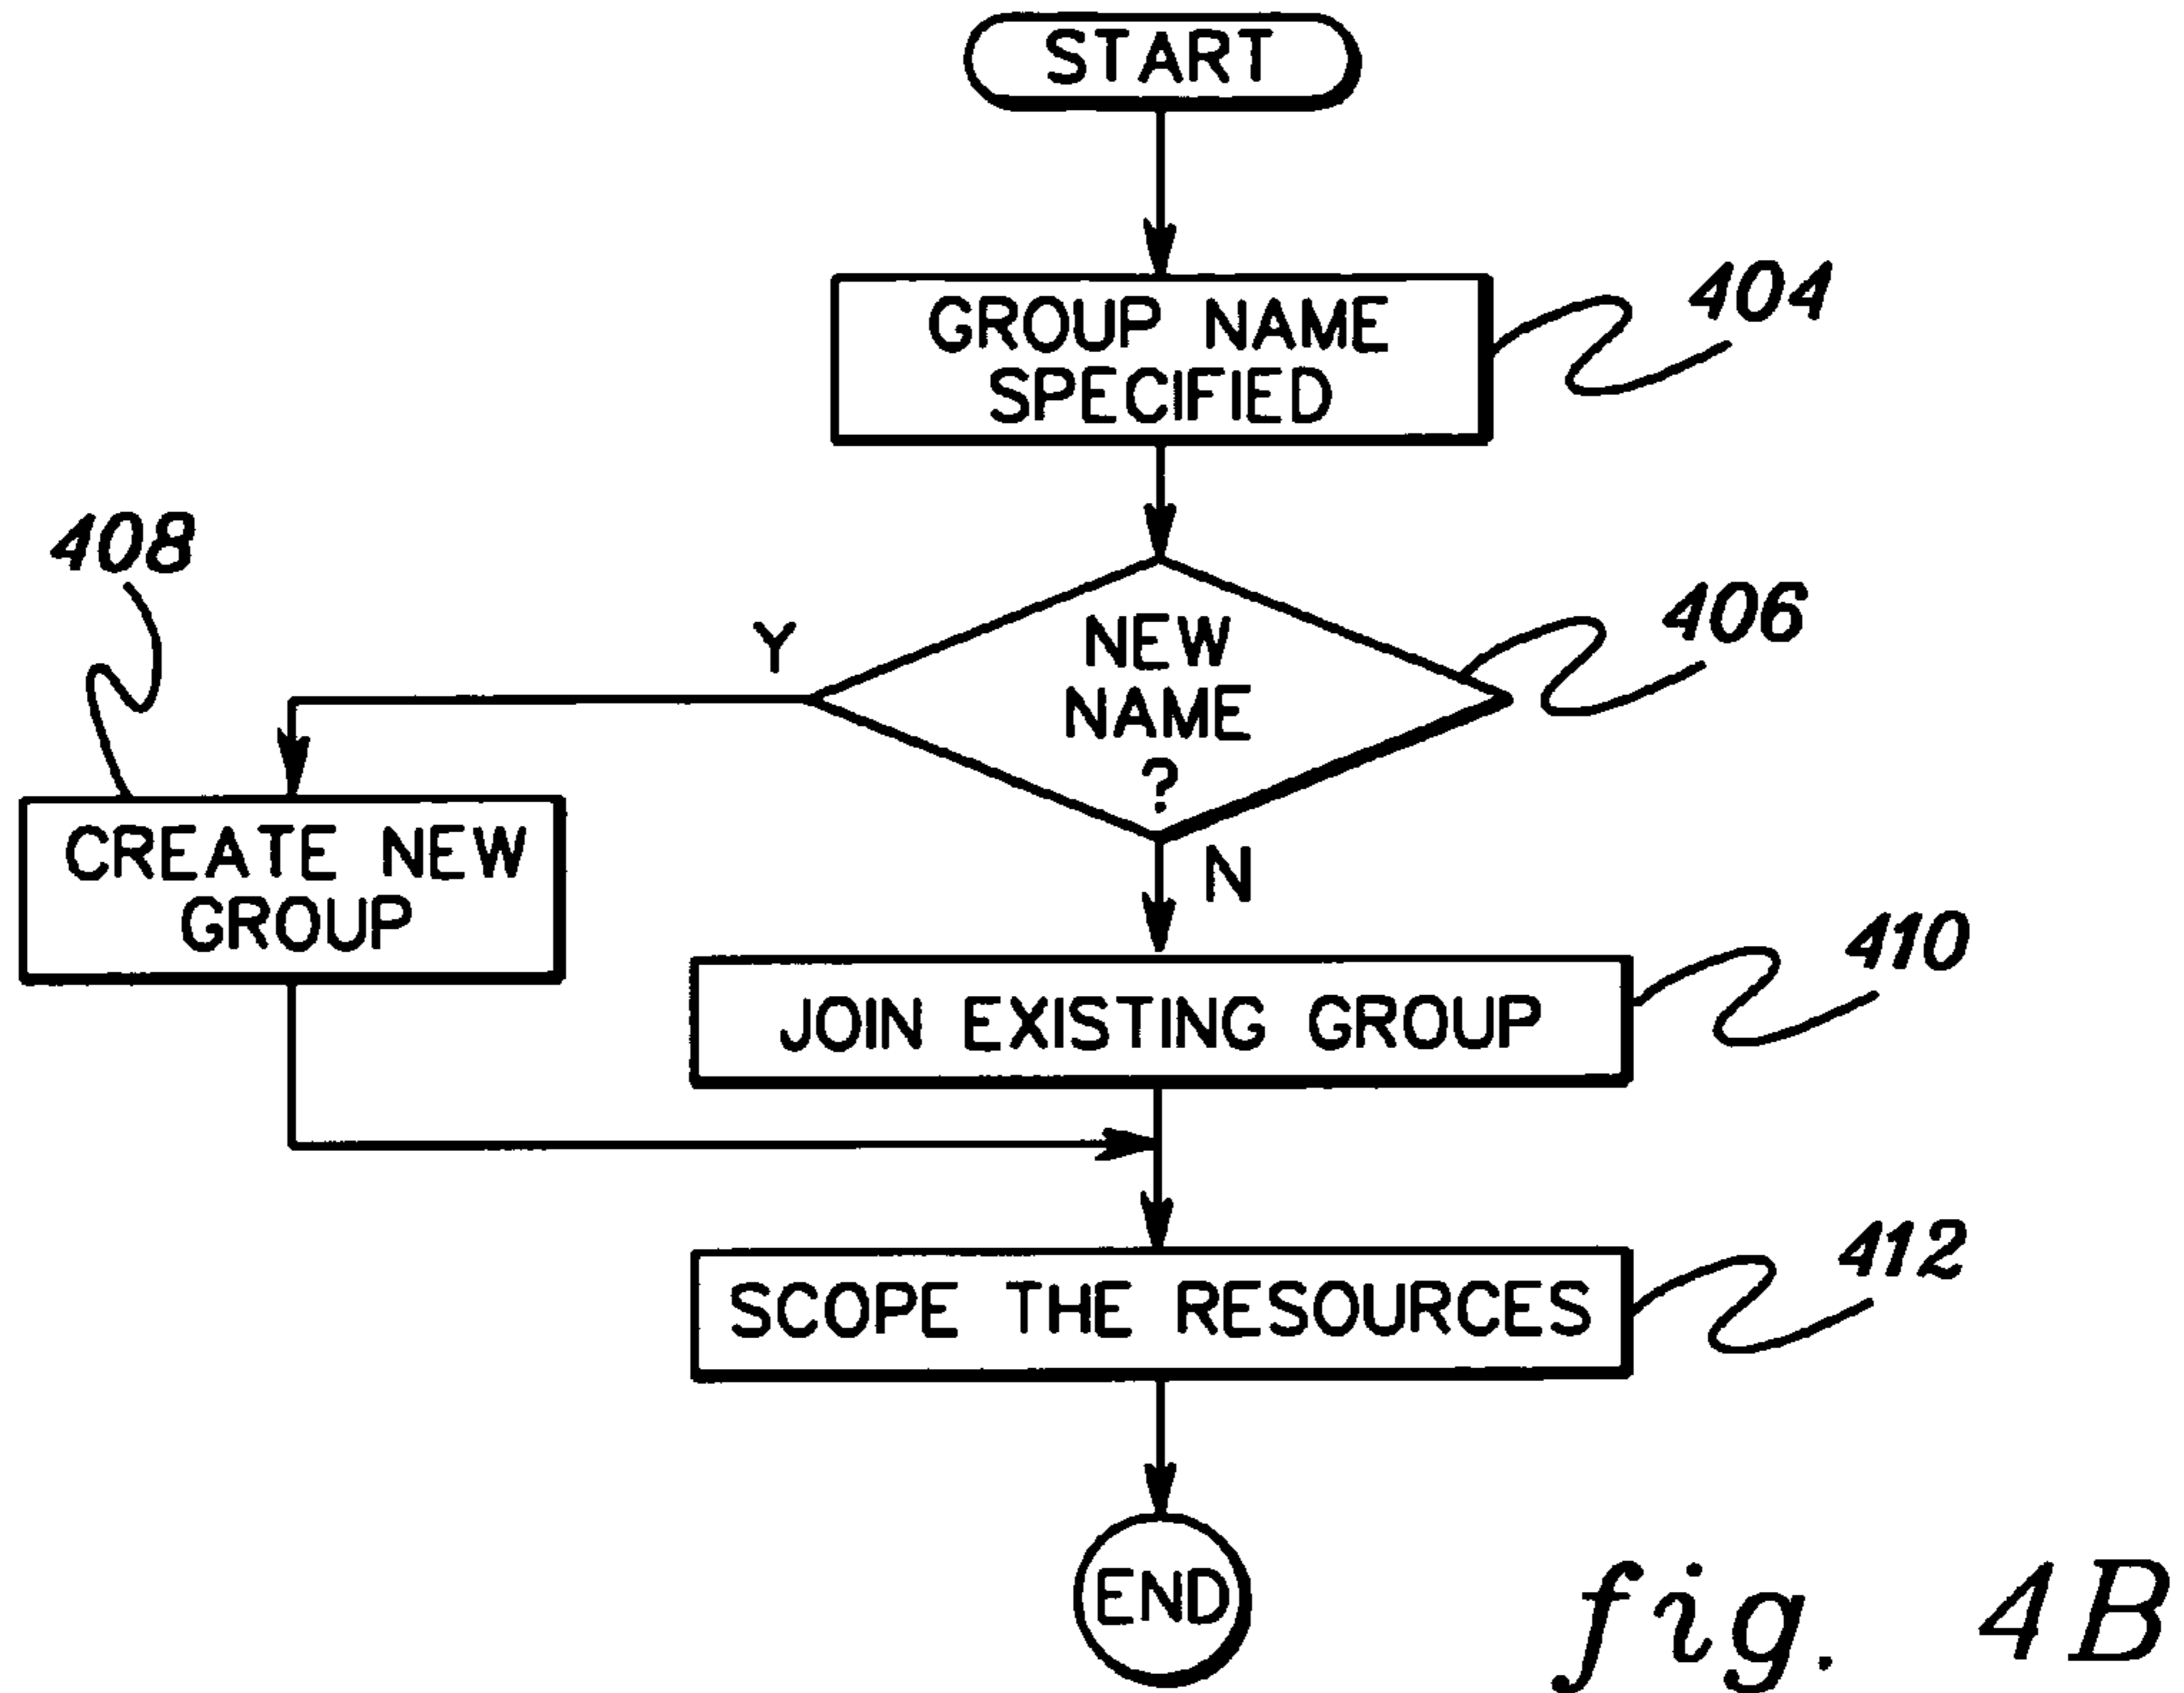 START
GROUP NAME
SPECIFIED
404
408
Y
NEW
NAME
?
406
N
CREATE NEW
GROUP
JOIN EXISTING GROUP
410
SCOPE THE RESOURCES
412
END
fig. 4B